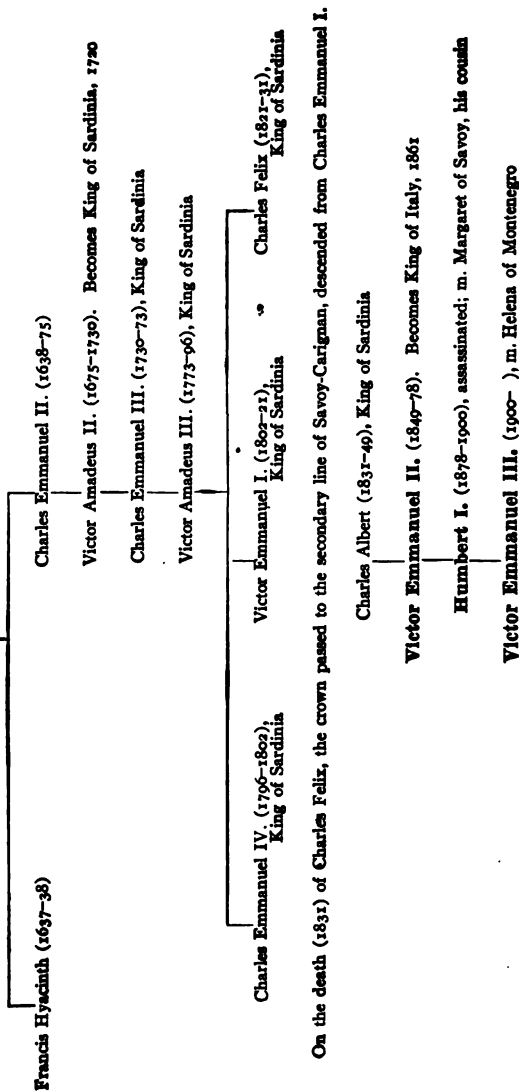 Francis Hyacinth (1637-38)
Charles Emmanuel II. (1638-75)
Victor Amadeus II. (1675-1730). Becomes King of Sardinia, 1720
Charles Emmanuel III. (1730-73), King of Sardinia
Victor Amadeus III. (1773-96), King of Sardinia
Charles Emmanuel IV. (1796-1802),
King of Sardinia
Victor Emmanuel I. (1802-21),
King of Sardinia
Charles Felix (1821-31),
King of Sardinia
On the death (1831) of Charles Felix, the crown passed to the secondary line of Savoy-Carignan, descended from Charles Emmanuel I.
Charles Albert (1831-49), King of Sardinia
Victor Emmanuel II. (1849-78). Becomes King of Italy, 1861
Humbert I. (1878-1900), assassinated; m. Margaret of Savoy, his cousin
Victor Emmanuel III. (1900- ), m. Helena of Montenegro